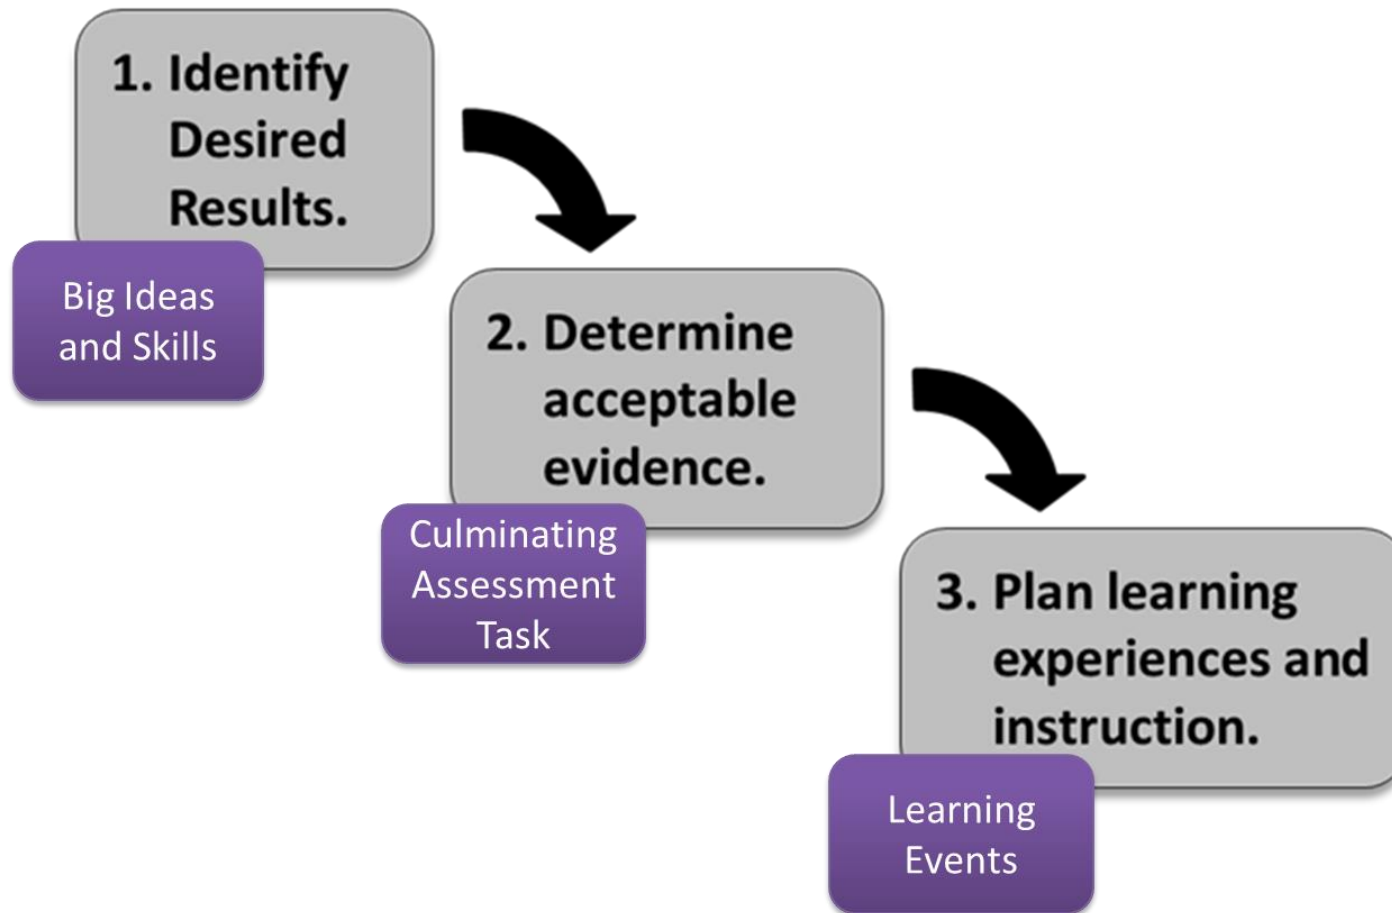 1. Identify
Desired
Results.
Big Ideas
and Skills
2. Determine
acceptable
evidence.
Culminating
Assessment
Task
3. Plan learning
experiences and
instruction.
Learning
Events